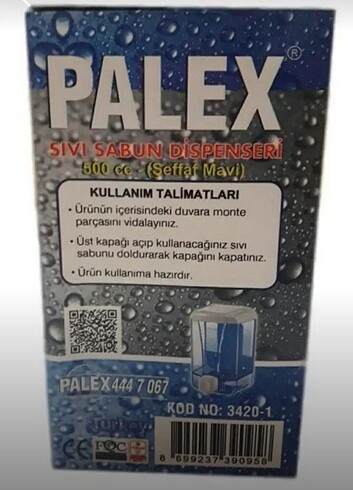 PALEX®
SIVI SABUN DİSPENSERİ
500 cc (Şeffaf Mavi)
KULLANIM TALİMATLARI
• Ürünün içerisindeki duvara monte
parçasını vidalayınız.
• Üst kapağı açıp kullanacağınız sıvı
sabunu doldurarak kapağını kapatınız.
• Ürün kullanıma hazırdır.
PALEX 444 7 067
KOD NO: 3420-1
Turkey
CE
8 699237 390958